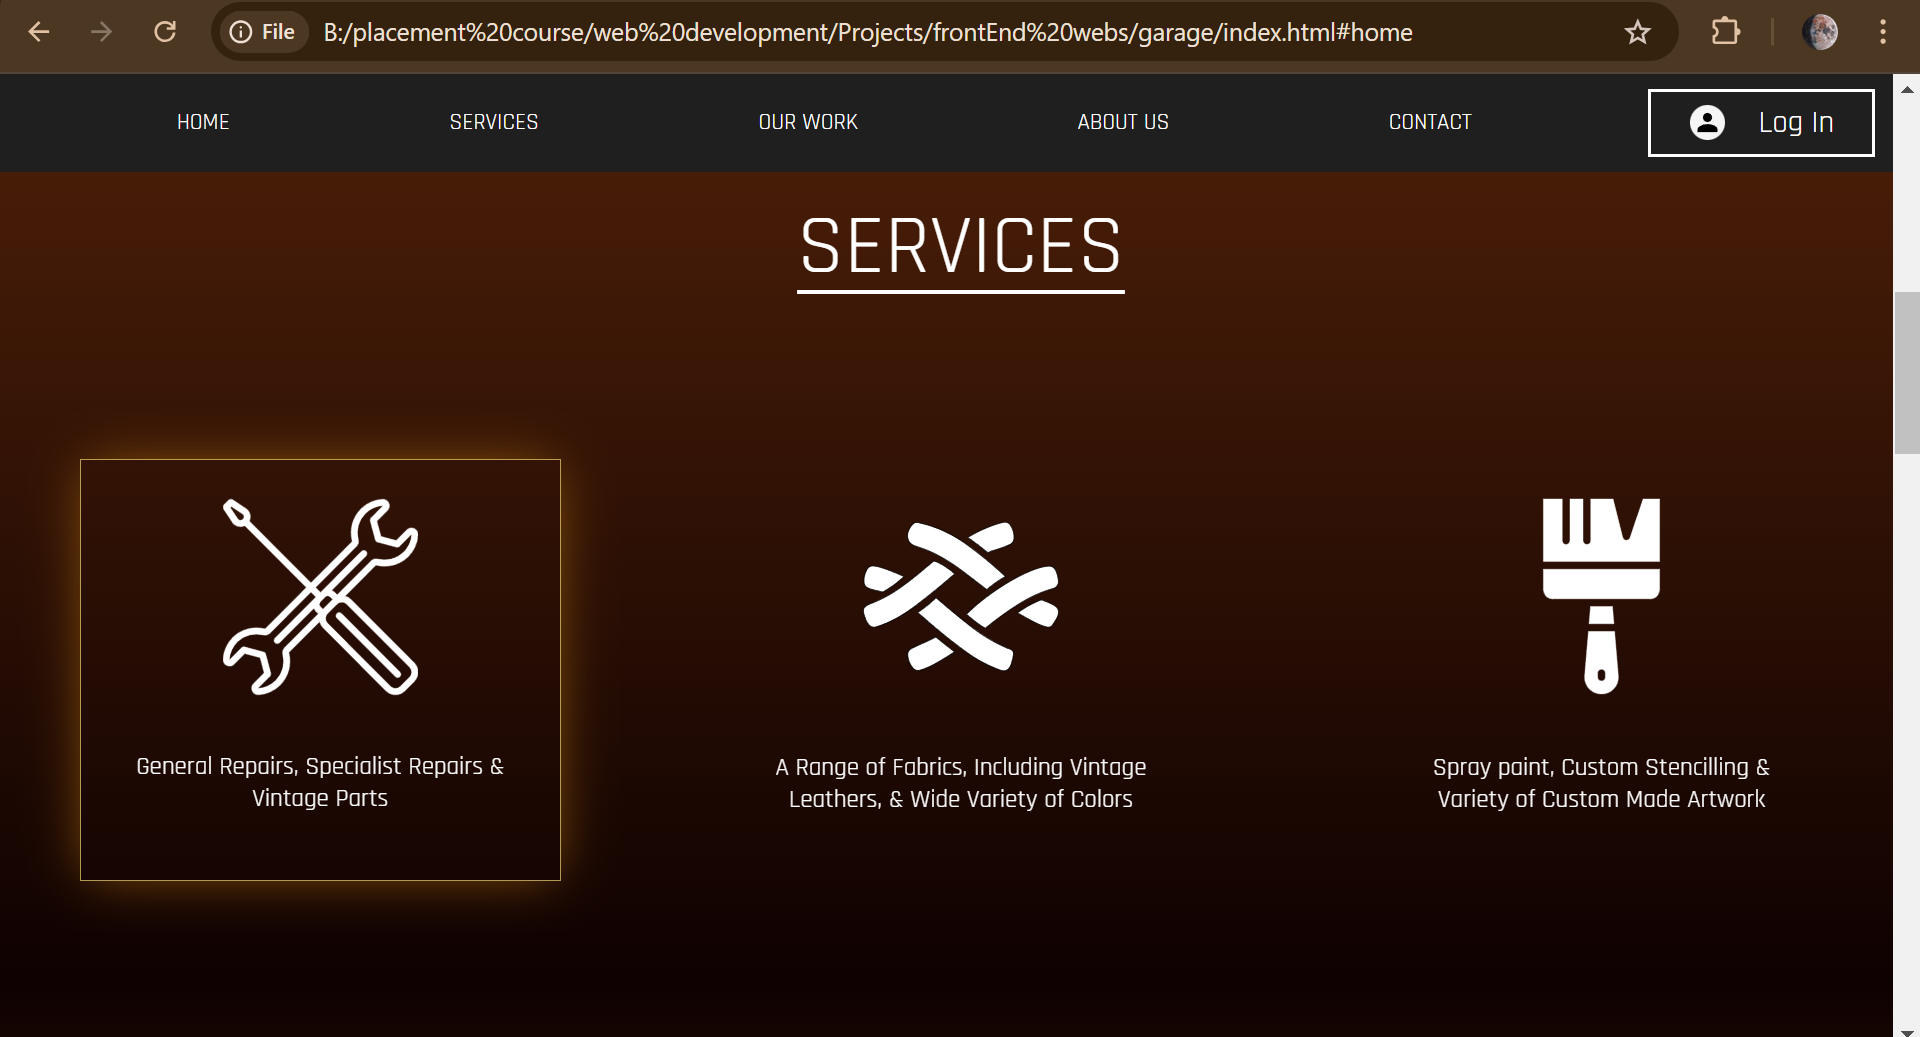 File B:/placement%20course/web%20development/Projects/frontEnd%20webs/garage/index.html#home
HOME SERVICES OUR WORK ABOUT US CONTACT Log In
SERVICES
General Repairs, Specialist Repairs &
Vintage Parts
A Range of Fabrics, Including Vintage
Leathers, & Wide Variety of Colors
Spray paint, Custom Stencilling &
Variety of Custom Made Artwork